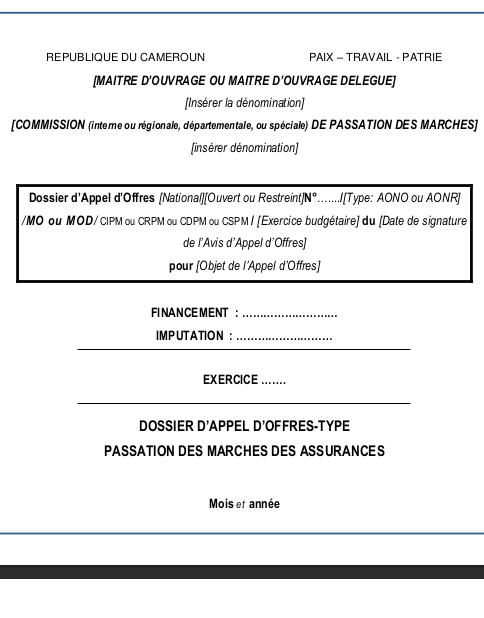 REPUBLIQUE DU CAMEROUN PAIX – TRAVAIL - PATRIE
[MAITRE D'OUVRAGE OU MAITRE D'OUVRAGE DELEGUE]
[Insérer la dénomination]
[COMMISSION (interne ou régionale, départementale, ou spéciale) DE PASSATION DES MARCHES]
[insérer dénomination]
Dossier d'Appel d'Offres [National][Ouvert ou Restreint]N°…....../[Type: AONO ou AONR]
/MO ou MOD/ CIPM ou CRPM ou CDPM ou CSPM / [Exercice budgétaire] du [Date de signature
de l'Avis d'Appel d'Offres]
pour [Objet de l'Appel d'Offres]
FINANCEMENT : ………………………
IMPUTATION : ………………………
EXERCICE …….
DOSSIER D'APPEL D'OFFRES-TYPE
PASSATION DES MARCHES DES ASSURANCES
Mois et année